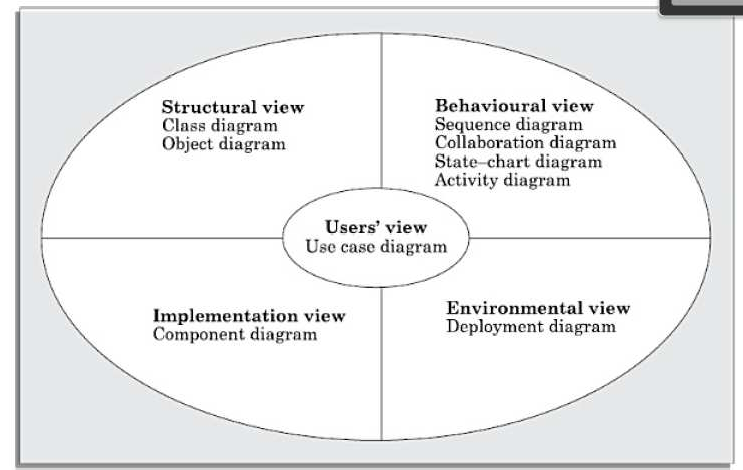 Structural view
Class diagram
Object diagram
Behavioural view
Sequence diagram
Collaboration diagram
State–chart diagram
Activity diagram
Users’ view
Use case diagram
Implementation view
Component diagram
Environmental view
Deployment diagram